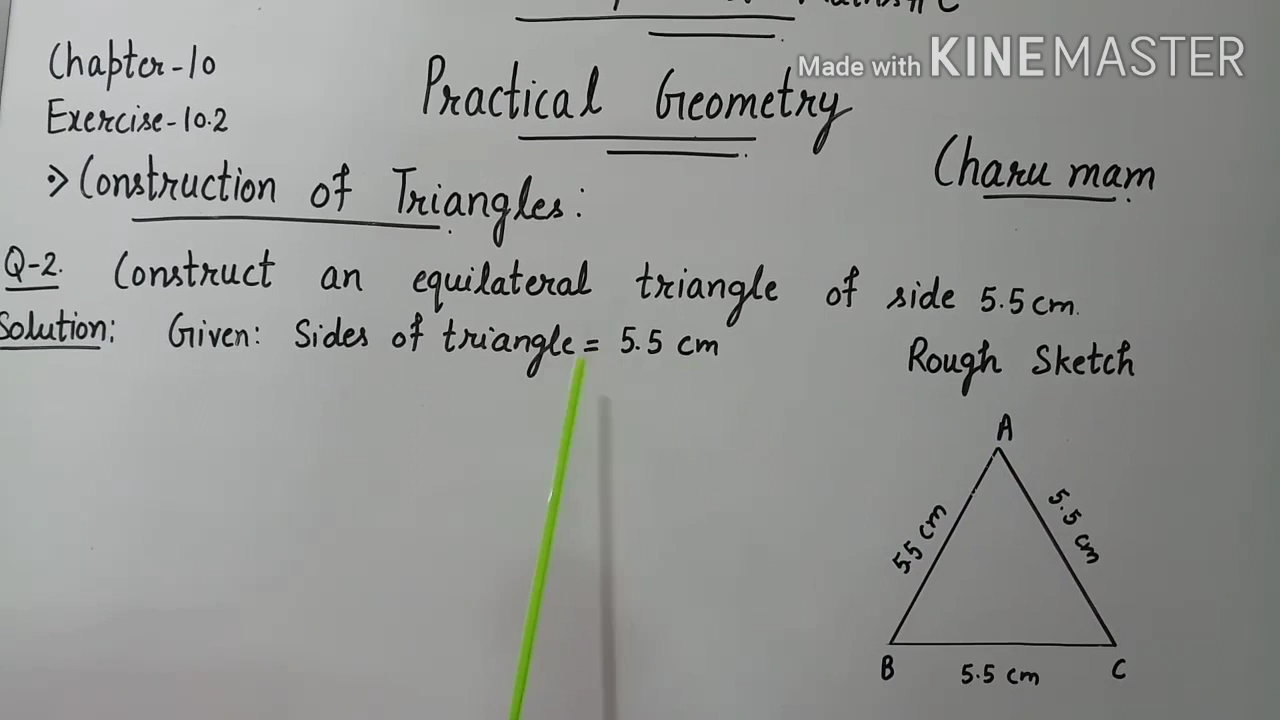 Chapter-10
Exercise-10.2
Practical Geometry
Made with KINEMASTER
Charu mam
Construction of Triangles:
Q-2. Construct an equilateral triangle of side 5.5 cm.
Solution: Given: Sides of triangle = 5.5 cm
Rough Sketch
A
5.5 cm
5.5 cm
B
5.5 cm
C